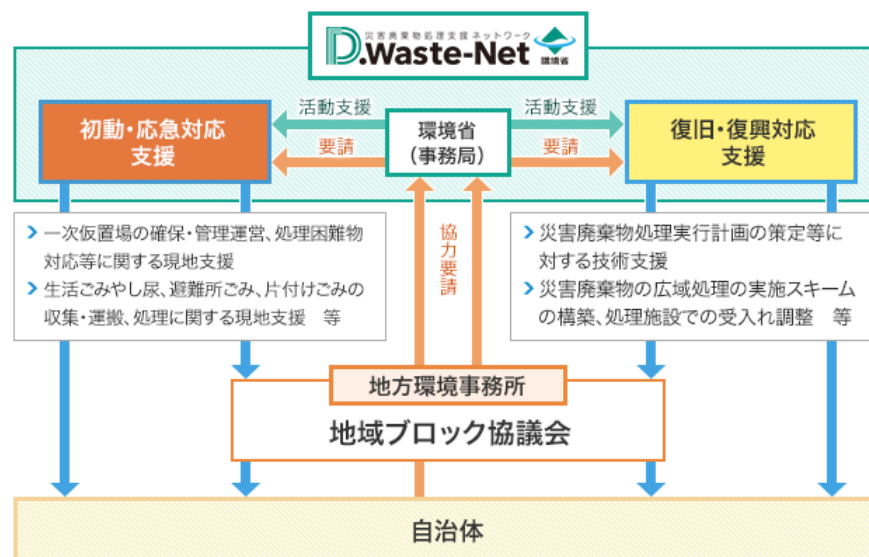 災害廃棄物処理支援ネットワーク
D.Waste-Net
環境省
初動・応急対応
支援
活動支援
要請
環境省
（事務局）
活動支援
要請
復旧・復興対応
支援
一次仮置場の確保・管理運営、処理困難物
対応等に関する現地支援
生活ごみやし尿、避難所ごみ、片付けごみの
収集・運搬、処理に関する現地支援　等
協力要請
災害廃棄物処理実行計画の策定等に
対する技術支援
災害廃棄物の広域処理の実施スキーム
の構築、処理施設での受入れ調整　等
地方環境事務所
地域ブロック協議会
自治体